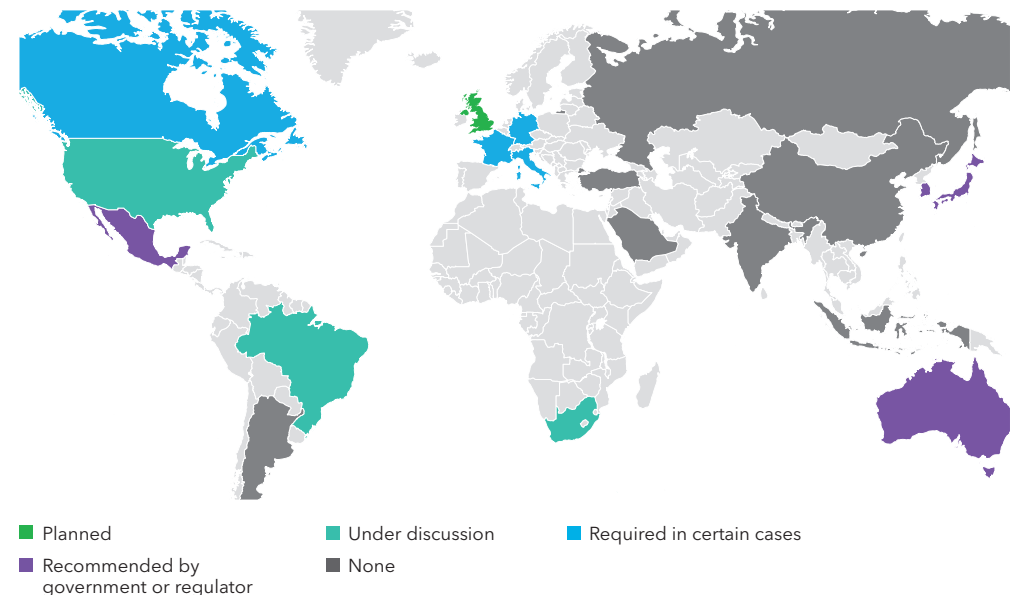 Planned
Under discussion
Required in certain cases
Recommended by
government or regulator
None